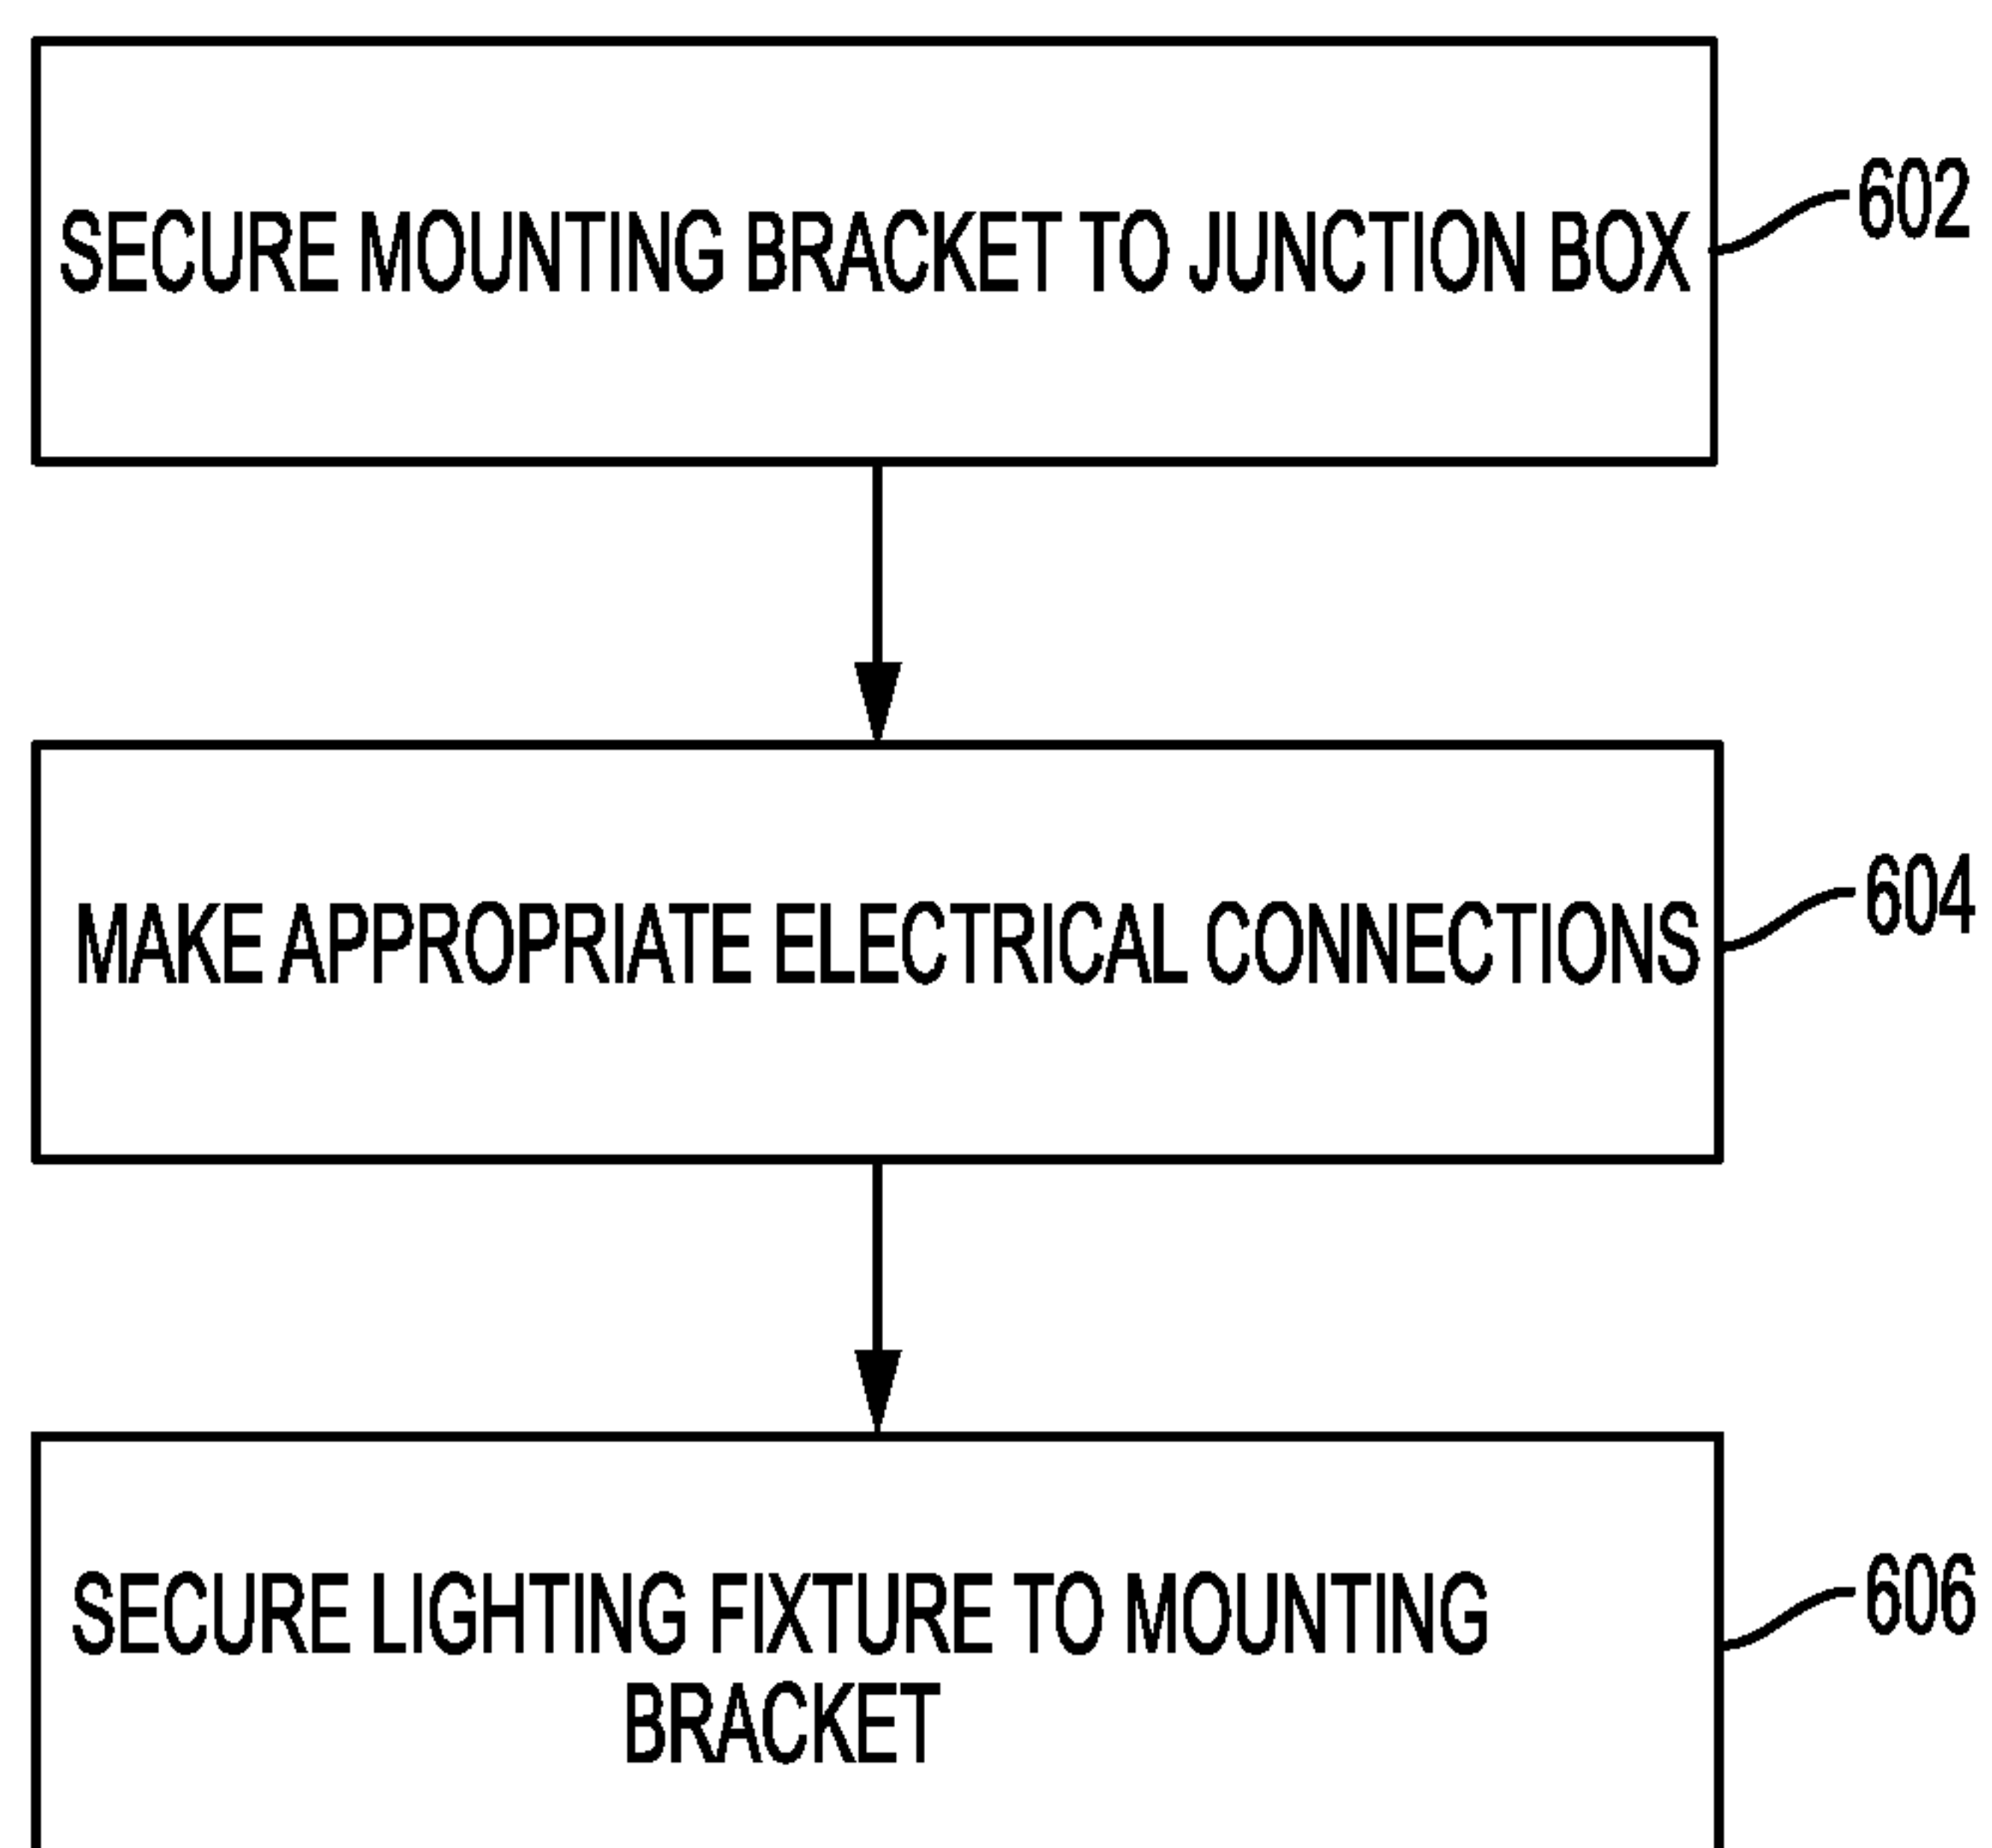 SECURE MOUNTING BRACKET TO JUNCTION BOX
602
MAKE APPROPRIATE ELECTRICAL CONNECTIONS
604
SECURE LIGHTING FIXTURE TO MOUNTING
BRACKET
606